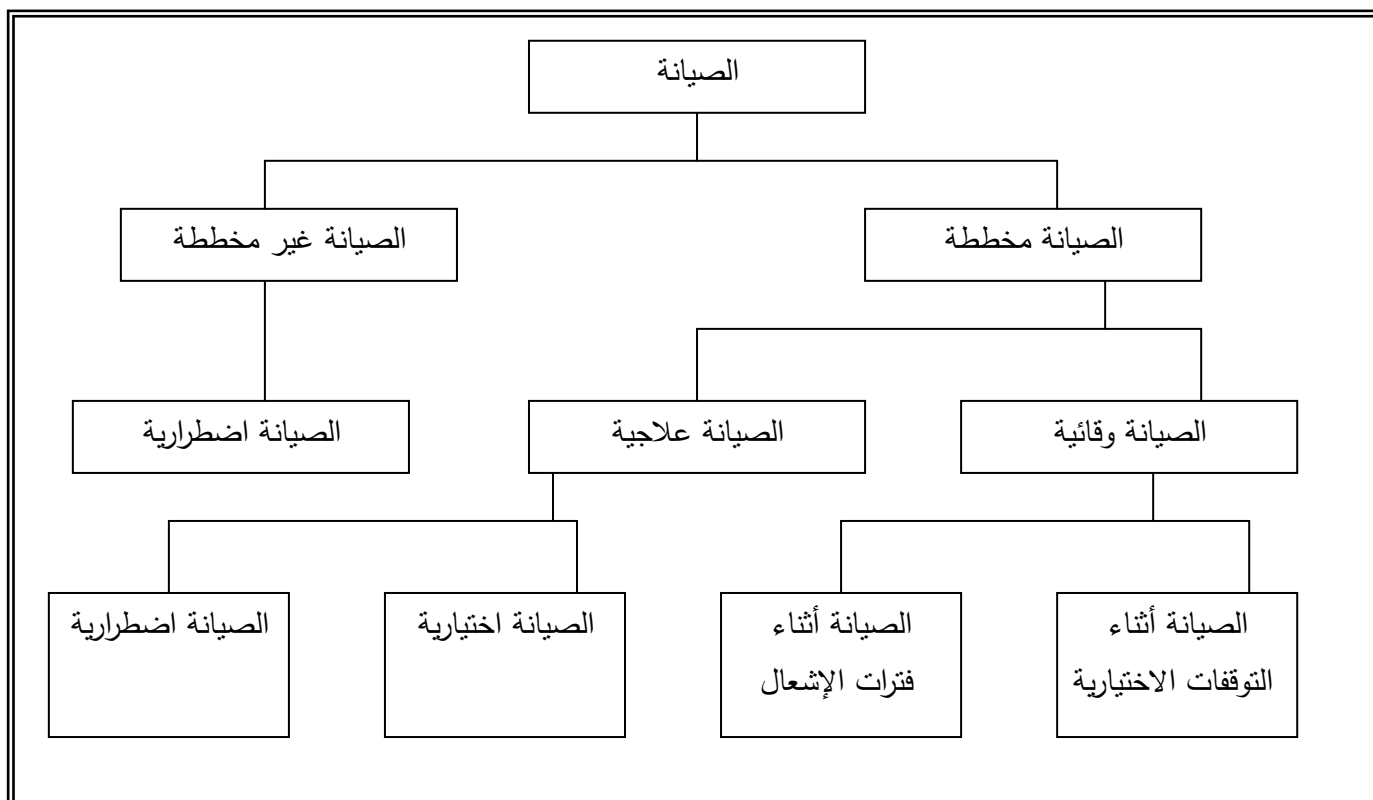 الصيانة
الصيانة مخططة
الصيانة غير مخططة
الصيانة وقائية
الصيانة علاجية
الصيانة اضطرارية
الصيانة أثناء
التوقفات الاختيارية
الصيانة أثناء
فترات الإشعال
الصيانة اختيارية
الصيانة اضطرارية